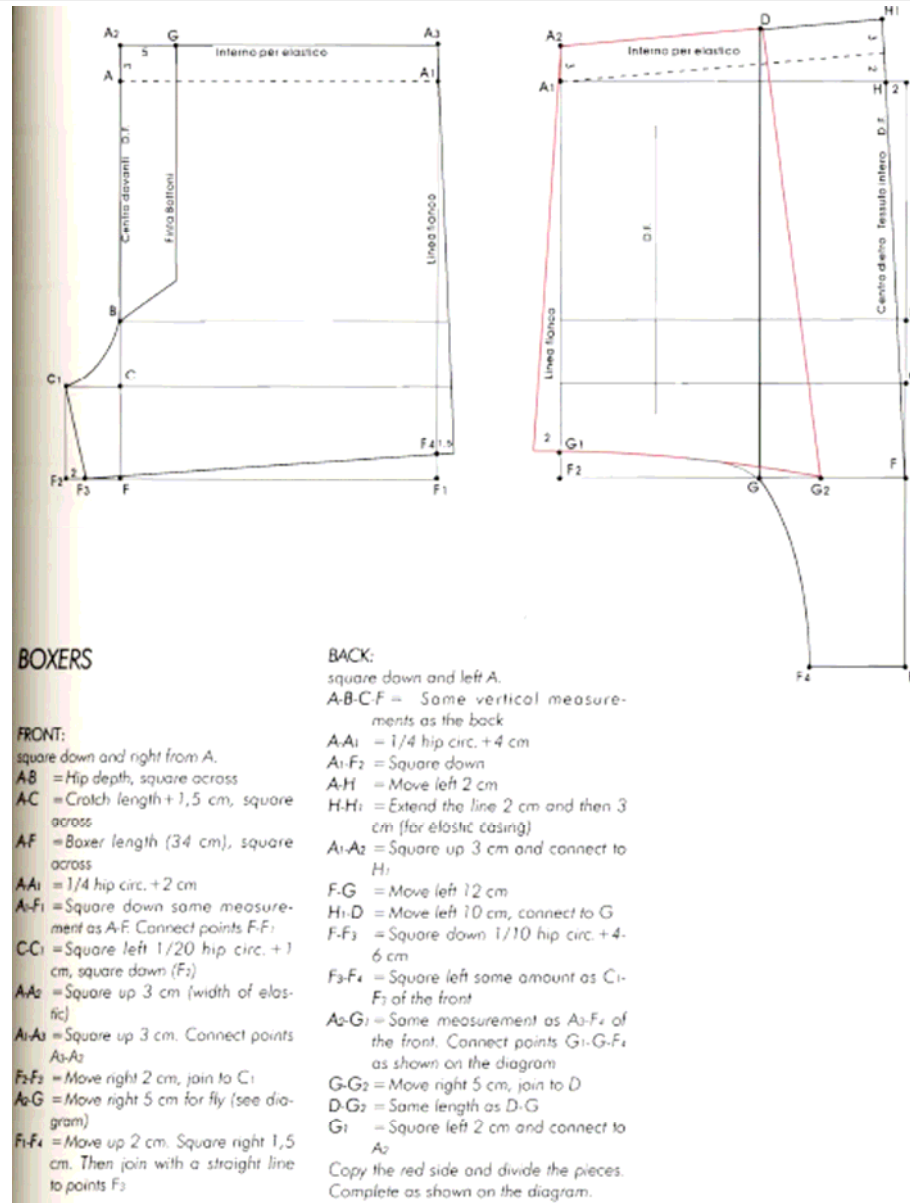 A2
G
A3
5
Interno per elastico
3
A
A1
Centro davanti D.F.
Finta Bottoni
Linea fianco
B
C1
C
F4
1.5
F2
2
F3
F
F1
D
H1
A2
3
Interno per elastico
3
2
A1
H
2
D.F.
Centro dietro Tessuto intero D.F.
Linea fianco
2
G1
F2
G
G2
F
F4
BOXERS
FRONT:
square down and right from A.
A-B = Hip depth, square across
A-C = Crotch length + 1,5 cm, square
across
A-F = Boxer length (34 cm), square
across
A-A1 = 1/4 hip circ. + 2 cm
A1-F1 = Square down same measure-
ment as A-F. Connect points F-F1
C-C1 = Square left 1/20 hip circ. + 1
cm, square down (F2)
A-A2 = Square up 3 cm (width of elas-
tic)
A1-A3 = Square up 3 cm. Connect points
A3-A2
F2-F3 = Move right 2 cm, join to C1
A2-G = Move right 5 cm for fly (see dia-
gram)
F1-F4 = Move up 2 cm. Square right 1,5
cm. Then join with a straight line
to points F3
BACK:
square down and left A.
A-B-C-F = Same vertical measure-
ments as the back
A-A1 = 1/4 hip circ. + 4 cm
A1-F2 = Square down
A-H = Move left 2 cm
H-H1 = Extend the line 2 cm and then 3
cm (for elastic casing)
A1-A2 = Square up 3 cm and connect to
H1
F-G = Move left 12 cm
H1-D = Move left 10 cm, connect to G
F-F3 = Square down 1/10 hip circ. + 4-
6 cm
F3-F4 = Square left same amount as C1-
F3 of the front
A2-G1 = Same measurement as A3-F4 of
the front. Connect points G1-G-F4
as shown on the diagram
G-G2 = Move right 5 cm, join to D
D-G2 = Same length as D-G
G1 = Square left 2 cm and connect to
A2
Copy the red side and divide the pieces.
Complete as shown on the diagram.